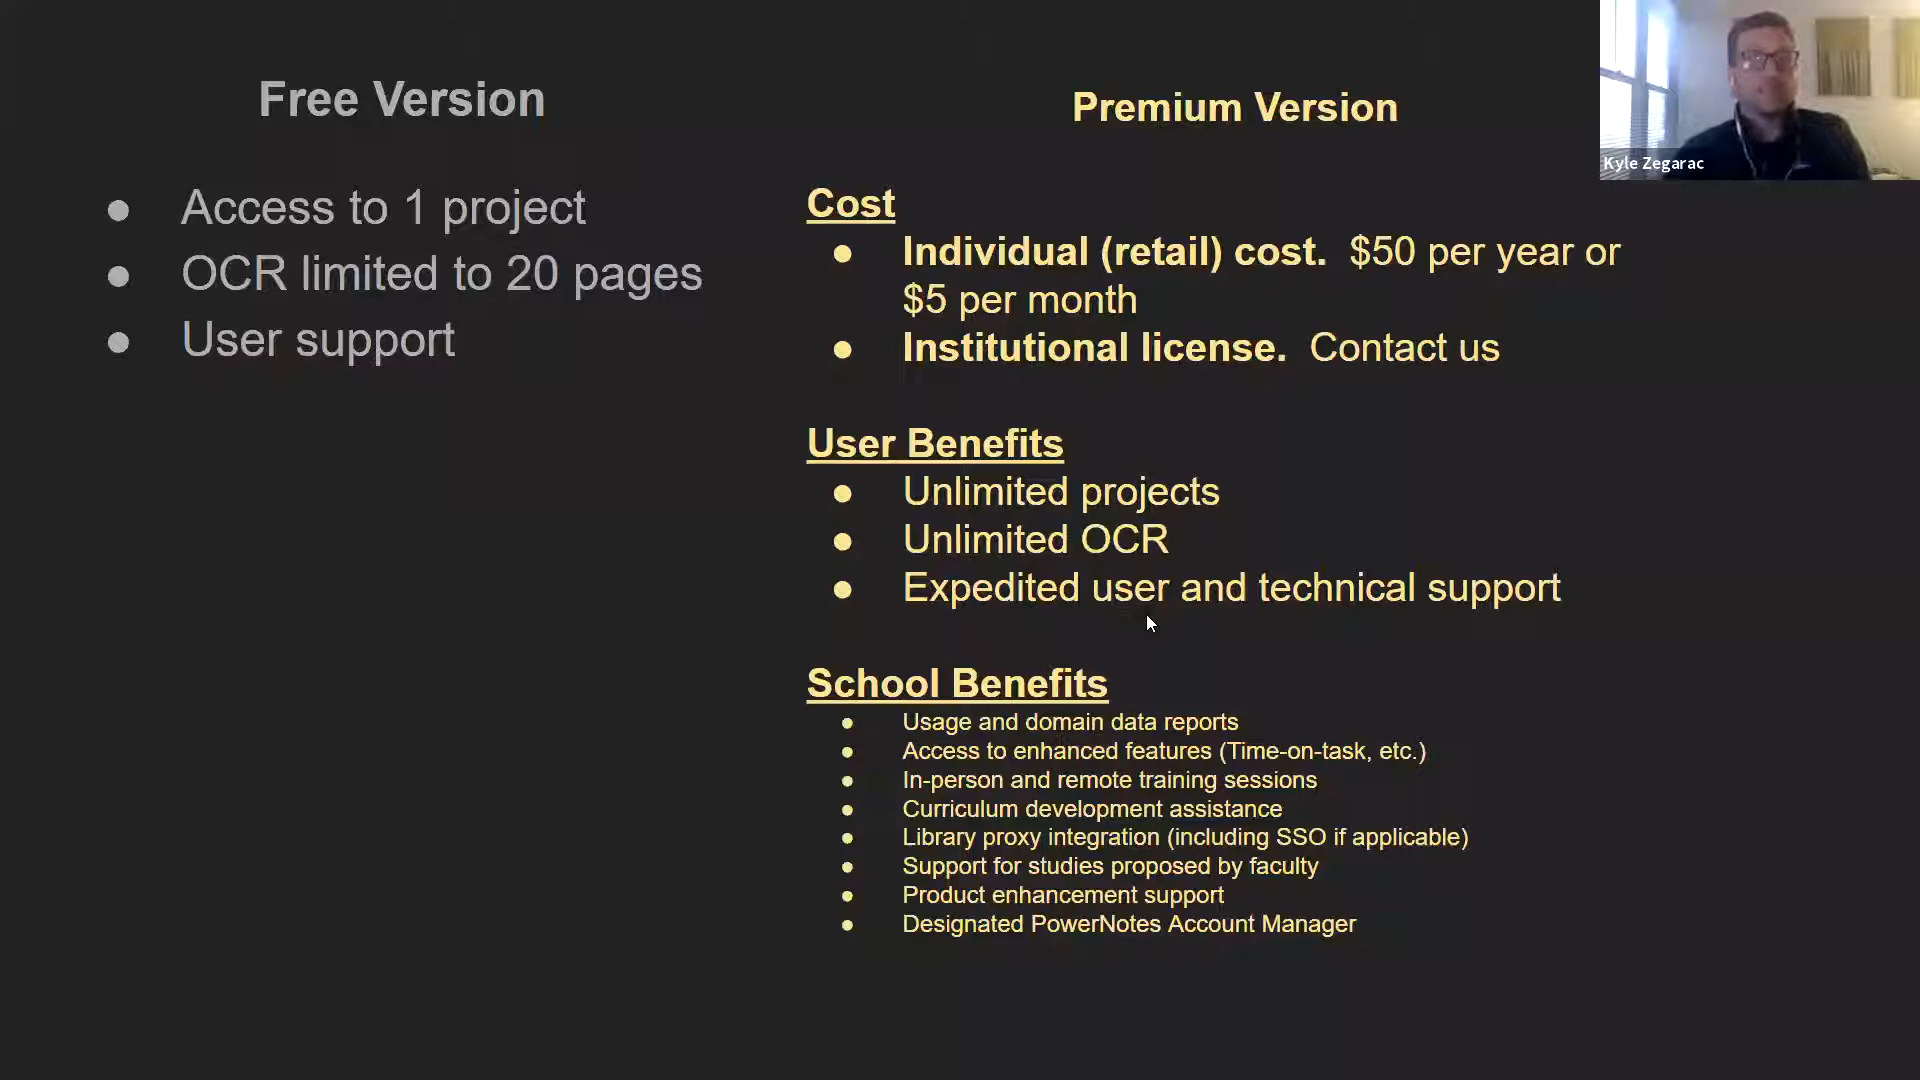 Free Version
Access to 1 project
OCR limited to 20 pages
User support
Premium Version
Cost
Individual (retail) cost. $50 per year or
$5 per month
Institutional license. Contact us
User Benefits
Unlimited projects
Unlimited OCR
Expedited user and technical support
School Benefits
Usage and domain data reports
Access to enhanced features (Time-on-task, etc.)
In-person and remote training sessions
Curriculum development assistance
Library proxy integration (including SSO if applicable)
Support for studies proposed by faculty
Product enhancement support
Designated PowerNotes Account Manager
Kyle Zegarac